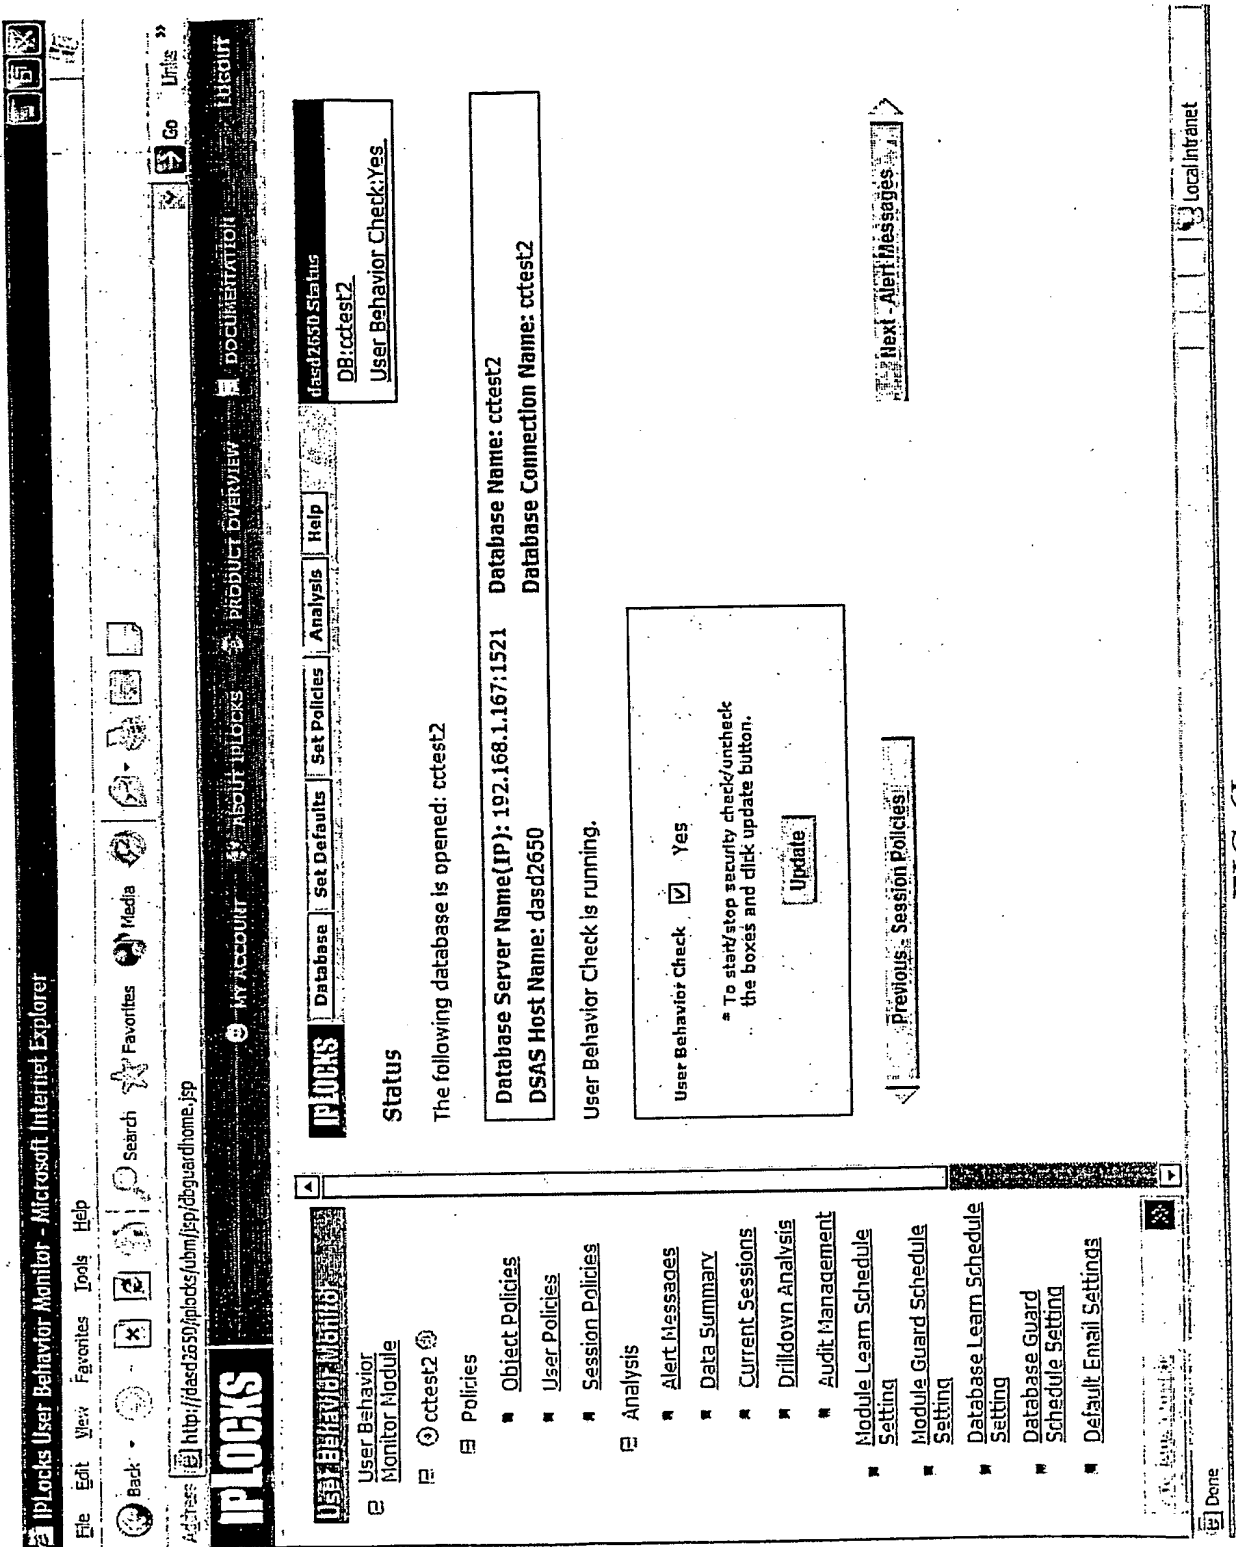 IPLocks User Behavior Monitor - Microsoft Internet Explorer
File Edit View Favorites Tools Help
Back Search Favorites Media
Address http://dasd2650/iplocks/ubm/jsp/dbguardhome.jsp Go Links »
IPLOCKS MY ACCOUNT ABOUT IPLOCKS PRODUCT OVERVIEW DOCUMENTATION LOGOUT
User Behavior Monitor
User Behavior
Monitor Module
cctest2
Policies
Object Policies
User Policies
Session Policies
Analysis
Alert Messages
Data Summary
Current Sessions
Drilldown Analysis
Audit Management
Module Learn Schedule
Setting
Module Guard Schedule
Setting
Database Learn Schedule
Setting
Database Guard
Schedule Setting
Default Email Settings
IPLOCKS Database Set Defaults Set Policies Analysis Help
dasd2650 Status
DB:cctest2
User Behavior Check:Yes
Status
The following database is opened: cctest2
Database Server Name(IP): 192.168.1.167:1521 Database Name: cctest2
DSAS Host Name: dasd2650 Database Connection Name: cctest2
User Behavior Check is running.
User Behavior Check Yes
* To start/stop security check/uncheck
the boxes and click update button.
Update
Previous - Session Policies
Next - Alert Messages
Done Local intranet